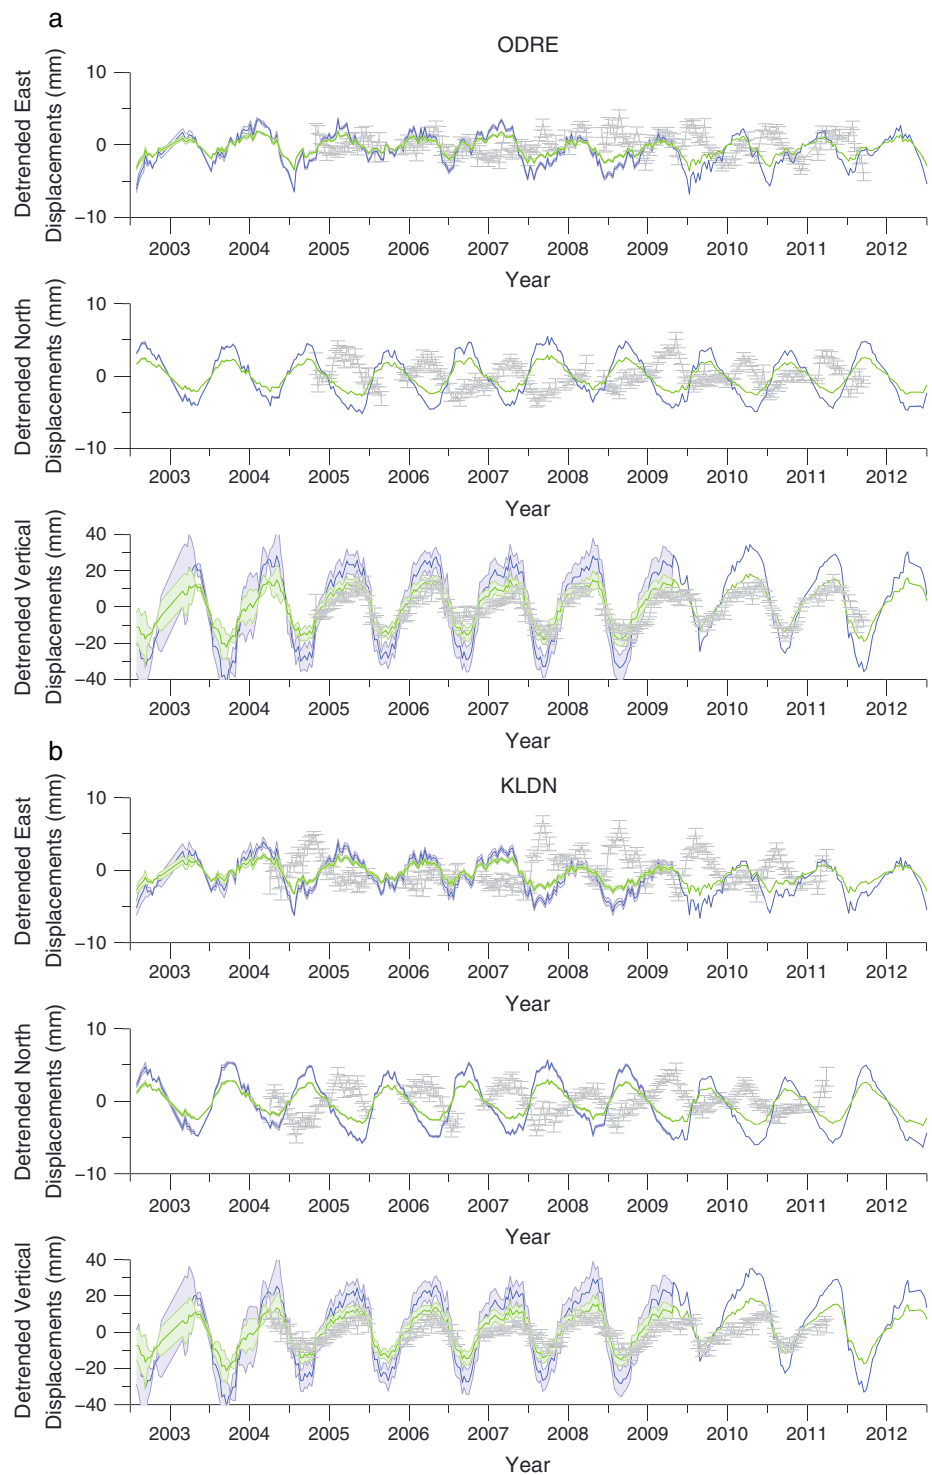 a
ODRE
Detrended East
Displacements (mm)
10
0
−10
2003 2004 2005 2006 2007 2008 2009 2010 2011 2012
Year
Detrended North
Displacements (mm)
10
0
−10
2003 2004 2005 2006 2007 2008 2009 2010 2011 2012
Year
Detrended Vertical
Displacements (mm)
40
20
0
−20
−40
2003 2004 2005 2006 2007 2008 2009 2010 2011 2012
Year
b
KLDN
Detrended East
Displacements (mm)
10
0
−10
2003 2004 2005 2006 2007 2008 2009 2010 2011 2012
Year
Detrended North
Displacements (mm)
10
0
−10
2003 2004 2005 2006 2007 2008 2009 2010 2011 2012
Year
Detrended Vertical
Displacements (mm)
40
20
0
−20
−40
2003 2004 2005 2006 2007 2008 2009 2010 2011 2012
Year